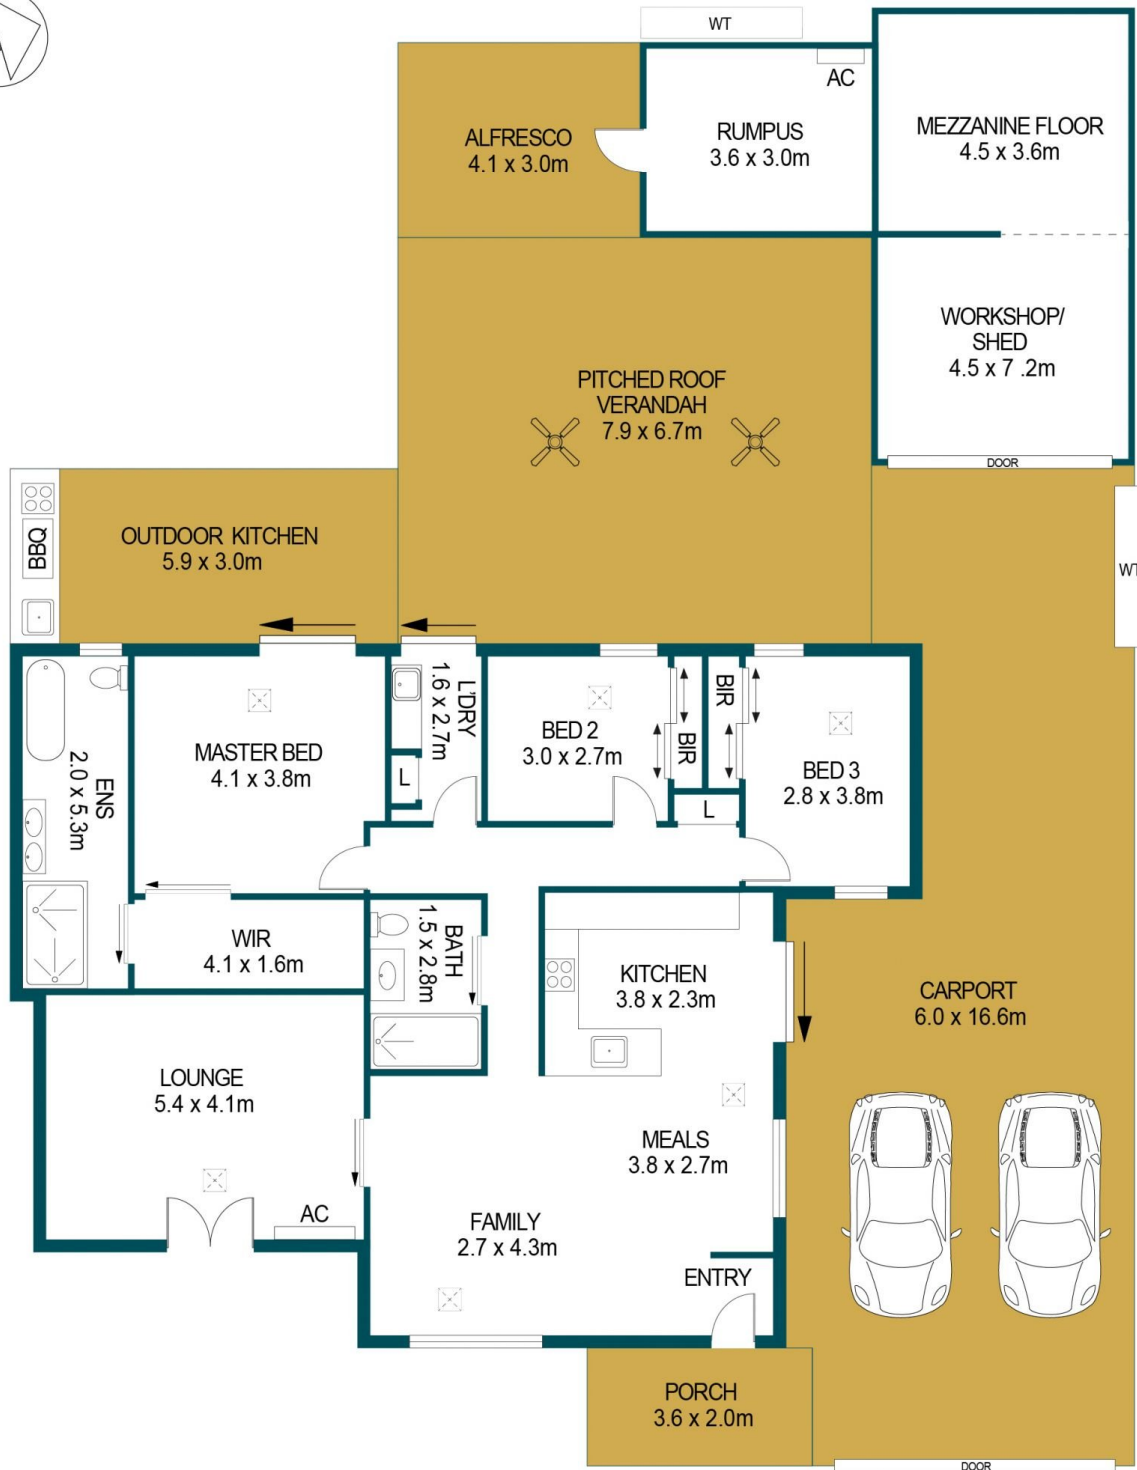 WT
AC
ALFRESCO
4.1 x 3.0m
RUMPUS
3.6 x 3.0m
MEZZANINE FLOOR
4.5 x 3.6m
WORKSHOP/
SHED
4.5 x 7 .2m
DOOR
PITCHED ROOF
VERANDAH
7.9 x 6.7m
BBQ
OUTDOOR KITCHEN
5.9 x 3.0m
WT
ENS
2.0 x 5.3m
MASTER BED
4.1 x 3.8m
L'DRY
1.6 x 2.7m
L
BED 2
3.0 x 2.7m
BIR
BIR
L
BED 3
2.8 x 3.8m
WIR
4.1 x 1.6m
BATH
1.5 x 2.8m
KITCHEN
3.8 x 2.3m
CARPORT
6.0 x 16.6m
LOUNGE
5.4 x 4.1m
AC
MEALS
3.8 x 2.7m
FAMILY
2.7 x 4.3m
ENTRY
PORCH
3.6 x 2.0m
DOOR